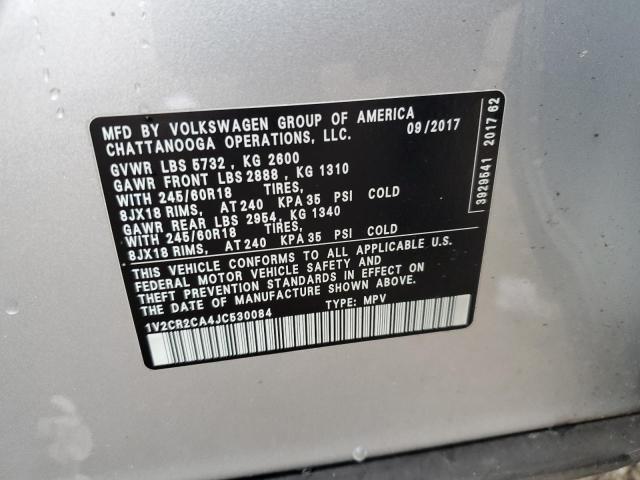 MFD BY VOLKSWAGEN GROUP OF AMERICA
CHATTANOOGA OPERATIONS, LLC. 09/2017
GVWR LBS 5732 , KG 2600
GAWR FRONT LBS 2888 , KG 1310
WITH 245/60R18 TIRES,
8JX18 RIMS, AT 240 KPA 35 PSI COLD
GAWR REAR LBS 2954, KG 1340
WITH 245/60R18 TIRES,
8JX18 RIMS, AT 240 KPA 35 PSI COLD
THIS VEHICLE CONFORMS TO ALL APPLICABLE U.S.
FEDERAL MOTOR VEHICLE SAFETY AND
THEFT PREVENTION STANDARDS IN EFFECT ON
THE DATE OF MANUFACTURE SHOWN ABOVE.
1V2CR2CA4JC530084 TYPE: MPV
3929541 2017 62